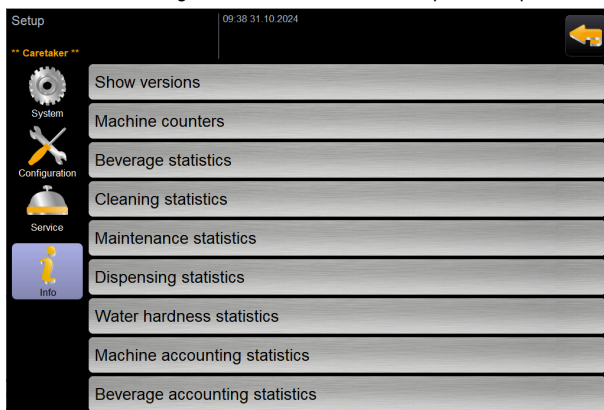 Setup
09:38 31.10.2024
** Caretaker **
System
Configuration
Service
Info
Show versions
Machine counters
Beverage statistics
Cleaning statistics
Maintenance statistics
Dispensing statistics
Water hardness statistics
Machine accounting statistics
Beverage accounting statistics